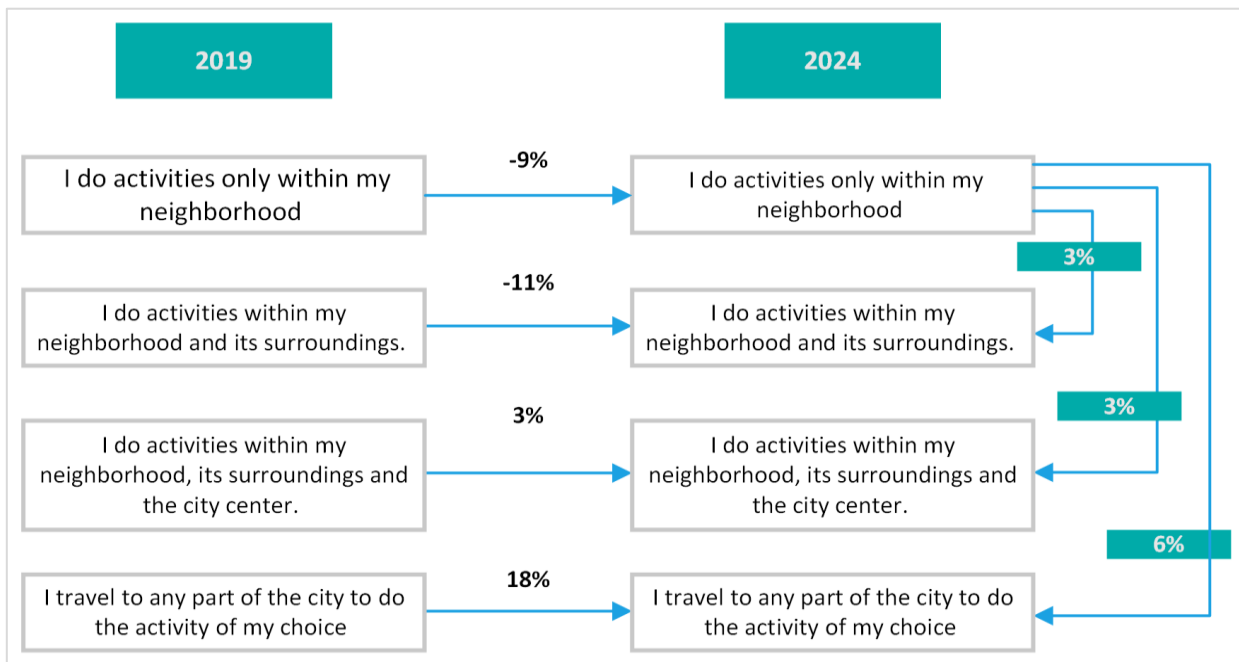 2019
2024
-9%
I do activities only within my
neighborhood
I do activities only within my
neighborhood
3%
-11%
I do activities within my
neighborhood and its surroundings.
I do activities within my
neighborhood and its surroundings.
3%
3%
I do activities within my
neighborhood, its surroundings and
the city center.
I do activities within my
neighborhood, its surroundings and
the city center.
6%
18%
I travel to any part of the city to do
the activity of my choice
I travel to any part of the city to do
the activity of my choice